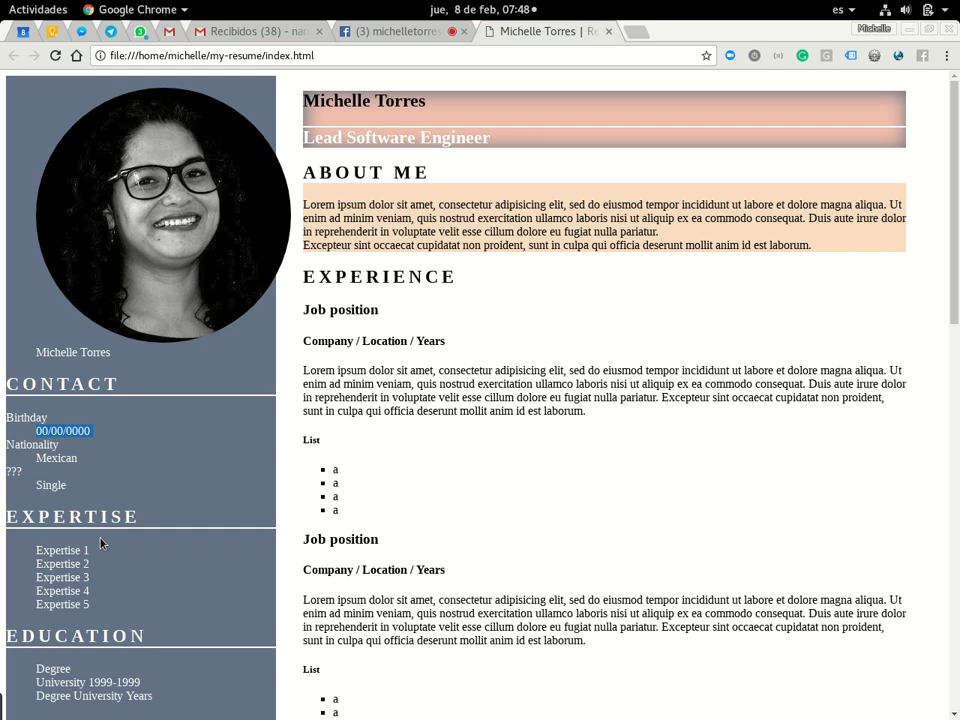 Actividades
Google Chrome
jue, 8 de feb, 07:48
es
8
3
Recibidos (38) - nar
(3) michelletorres
Michelle Torres | Re
Michelle
file:///home/michelle/my-resume/index.html
Michelle Torres
CONTACT
Birthday
00/00/0000
Nationality
Mexican
???
Single
EXPERTISE
Expertise 1
Expertise 2
Expertise 3
Expertise 4
Expertise 5
EDUCATION
Degree
University 1999-1999
Degree University Years
Michelle Torres
Lead Software Engineer
ABOUT ME
Lorem ipsum dolor sit amet, consectetur adipisicing elit, sed do eiusmod tempor incididunt ut labore et dolore magna aliqua. Ut
enim ad minim veniam, quis nostrud exercitation ullamco laboris nisi ut aliquip ex ea commodo consequat. Duis aute irure dolor
in reprehenderit in voluptate velit esse cillum dolore eu fugiat nulla pariatur.
Excepteur sint occaecat cupidatat non proident, sunt in culpa qui officia deserunt mollit anim id est laborum.
EXPERIENCE
Job position
Company / Location / Years
Lorem ipsum dolor sit amet, consectetur adipisicing elit, sed do eiusmod tempor incididunt ut labore et dolore magna aliqua. Ut
enim ad minim veniam, quis nostrud exercitation ullamco laboris nisi ut aliquip ex ea commodo consequat. Duis aute irure dolor
in reprehenderit in voluptate velit esse cillum dolore eu fugiat nulla pariatur. Excepteur sint occaecat cupidatat non proident,
sunt in culpa qui officia deserunt mollit anim id est laborum.
List
a
a
a
a
Job position
Company / Location / Years
Lorem ipsum dolor sit amet, consectetur adipisicing elit, sed do eiusmod tempor incididunt ut labore et dolore magna aliqua. Ut
enim ad minim veniam, quis nostrud exercitation ullamco laboris nisi ut aliquip ex ea commodo consequat. Duis aute irure dolor
in reprehenderit in voluptate velit esse cillum dolore eu fugiat nulla pariatur. Excepteur sint occaecat cupidatat non proident,
sunt in culpa qui officia deserunt mollit anim id est laborum.
List
a
a